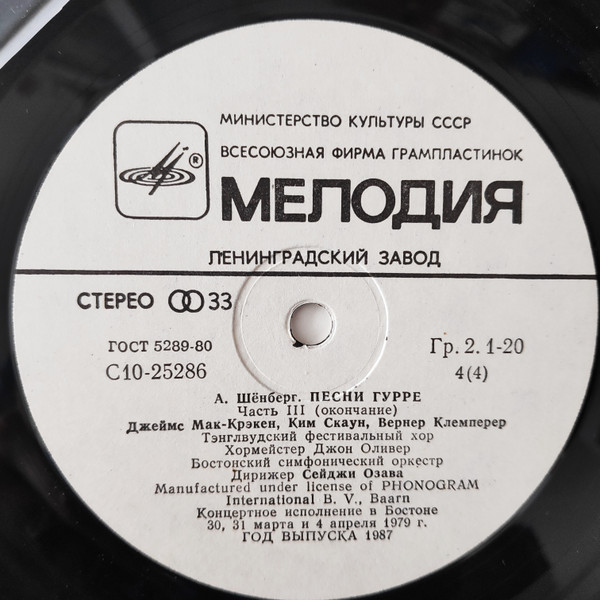 МИНИСТЕРСТВО КУЛЬТУРЫ СССР
ВСЕСОЮЗНАЯ ФИРМА ГРАМПЛАСТИНОК
®
МЕЛОДИЯ
ЛЕНИНГРАДСКИЙ ЗАВОД
СТЕРЕО 33
ГОСТ 5289-80
Гр. 2. 1-20
С10-25286
4(4)
А. Шёнберг. ПЕСНИ ГУРРЕ
Часть III (окончание)
Джеймс Мак-Крэкен, Ким Скаун, Вернер Клемперер
Тэнглвудский фестивальный хор
Хормейстер Джон Оливер
Бостонский симфонический оркестр
Дирижер Сейджи Озава
Manufactured under license of PHONOGRAM
International B. V., Baarn
Концертное исполнение в Бостоне
30, 31 марта и 4 апреля 1979 г.
ГОД ВЫПУСКА 1987